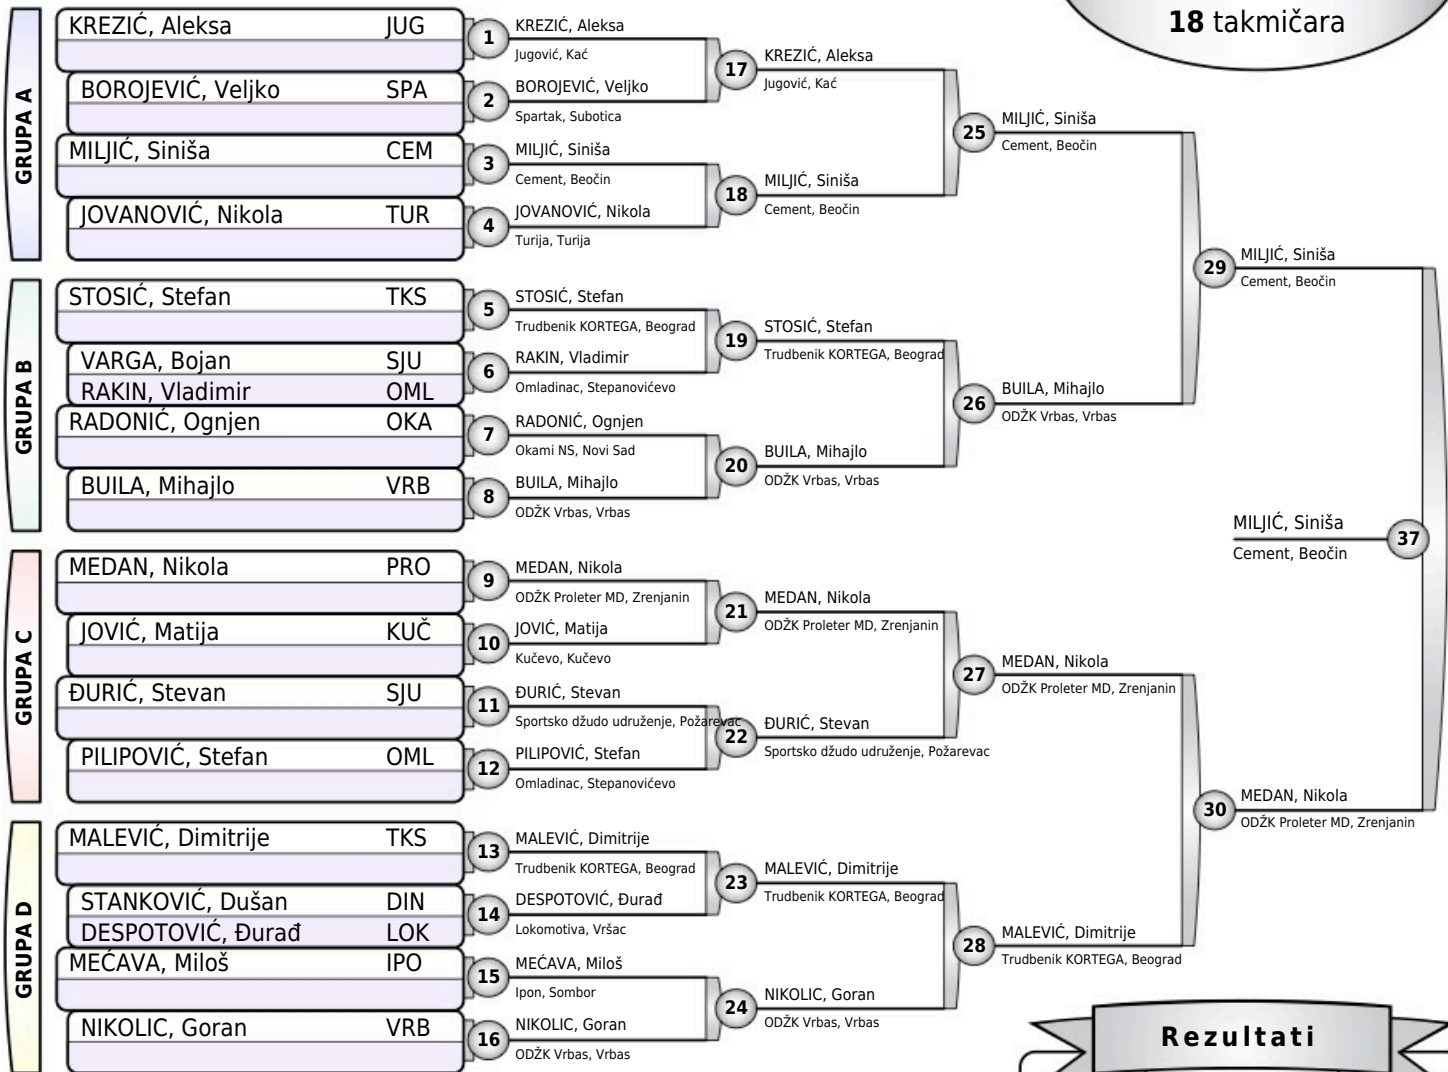 18 takmičara
GRUPA A
KREZIĆ, Aleksa JUG
BOROJEVIĆ, Veljko SPA
MILJIĆ, Siniša CEM
JOVANOVIĆ, Nikola TUR
GRUPA B
STOSIĆ, Stefan TKS
VARGA, Bojan SJU
RAKIN, Vladimir OML
RADONIĆ, Ognjen OKA
BUILA, Mihajlo VRB
GRUPA C
MEDAN, Nikola PRO
JOVIĆ, Matija KUČ
ĐURIĆ, Stevan SJU
PILIPOVIĆ, Stefan OML
GRUPA D
MALEVIĆ, Dimitrije TKS
STANKOVIĆ, Dušan DIN
DESPOTOVIĆ, Đurađ LOK
MEĆAVA, Miloš IPO
NIKOLIC, Goran VRB
1 KREZIĆ, Aleksa
Jugović, Kać
2 BOROJEVIĆ, Veljko
Spartak, Subotica
3 MILJIĆ, Siniša
Cement, Beočin
4 JOVANOVIĆ, Nikola
Turija, Turija
5 STOSIĆ, Stefan
Trudbenik KORTEGA, Beograd
6 RAKIN, Vladimir
Omladinac, Stepanovićevo
7 RADONIĆ, Ognjen
Okami NS, Novi Sad
8 BUILA, Mihajlo
ODŽK Vrbas, Vrbas
9 MEDAN, Nikola
ODŽK Proleter MD, Zrenjanin
10 JOVIĆ, Matija
Kučevo, Kučevo
11 ĐURIĆ, Stevan
Sportsko džudo udruženje, Požarevac
12 PILIPOVIĆ, Stefan
Omladinac, Stepanovićevo
13 MALEVIĆ, Dimitrije
Trudbenik KORTEGA, Beograd
14 DESPOTOVIĆ, Đurađ
Lokomotiva, Vršac
15 MEĆAVA, Miloš
Ipon, Sombor
16 NIKOLIC, Goran
ODŽK Vrbas, Vrbas
17 KREZIĆ, Aleksa
Jugović, Kać
18 MILJIĆ, Siniša
Cement, Beočin
19 STOSIĆ, Stefan
Trudbenik KORTEGA, Beograd
20 BUILA, Mihajlo
ODŽK Vrbas, Vrbas
21 MEDAN, Nikola
ODŽK Proleter MD, Zrenjanin
22 ĐURIĆ, Stevan
Sportsko džudo udruženje, Požarevac
23 MALEVIĆ, Dimitrije
Trudbenik KORTEGA, Beograd
24 NIKOLIC, Goran
ODŽK Vrbas, Vrbas
25 MILJIĆ, Siniša
Cement, Beočin
26 BUILA, Mihajlo
ODŽK Vrbas, Vrbas
27 MEDAN, Nikola
ODŽK Proleter MD, Zrenjanin
28 MALEVIĆ, Dimitrije
Trudbenik KORTEGA, Beograd
29 MILJIĆ, Siniša
Cement, Beočin
30 MEDAN, Nikola
ODŽK Proleter MD, Zrenjanin
MILJIĆ, Siniša 37
Cement, Beočin
Rezultati